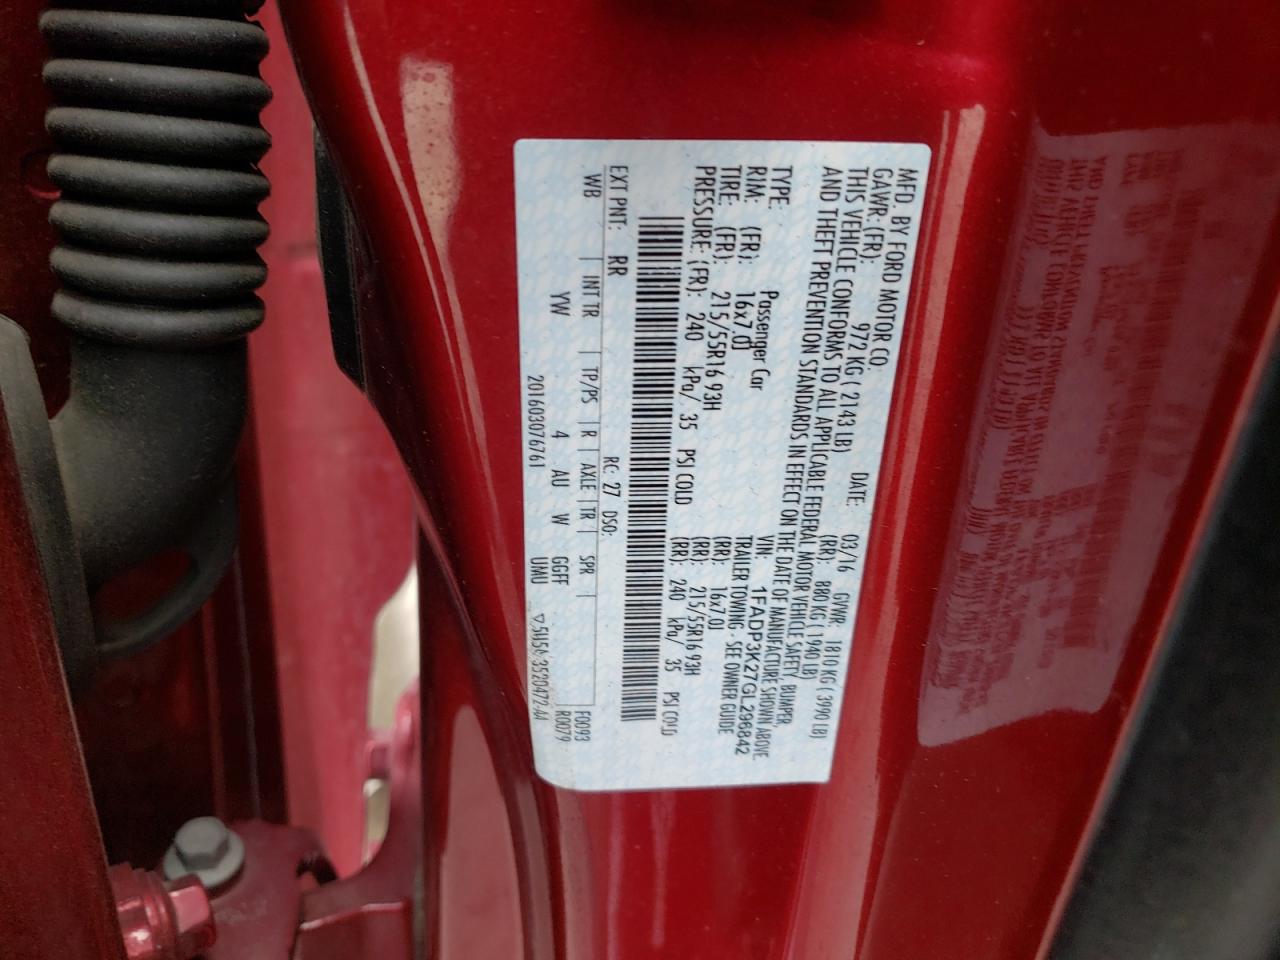 MFD. BY FORD MOTOR CO.
DATE: 03/16 GVWR: 1810 KG ( 3990 LB)
GAWR: (FR): 972 KG ( 2143 LB) (RR): 880 KG ( 1940 LB)
THIS VEHICLE CONFORMS TO ALL APPLICABLE FEDERAL MOTOR VEHICLE SAFETY, BUMPER,
AND THEFT PREVENTION STANDARDS IN EFFECT ON THE DATE OF MANUFACTURE SHOWN ABOVE
VIN: 1FADP3K27GL296842
TYPE: Passenger Car TRAILER TOWING - SEE OWNER GUIDE
RIM: (FR): 16x7.0J (RR): 16x7.0J
TIRE: (FR): 215/55R16 93H (RR): 215/55R16 93H
PRESSURE: (FR): 240 kPa/ 35 PSI COLD (RR): 240 kPa/ 35 PSI COLD
EXT PNT: RR RC: 27 DSO: F0093
WB INT TR TP/PS R AXLE TR SPR R0079
YW 4 AU W GGFF
201603076761 UMU